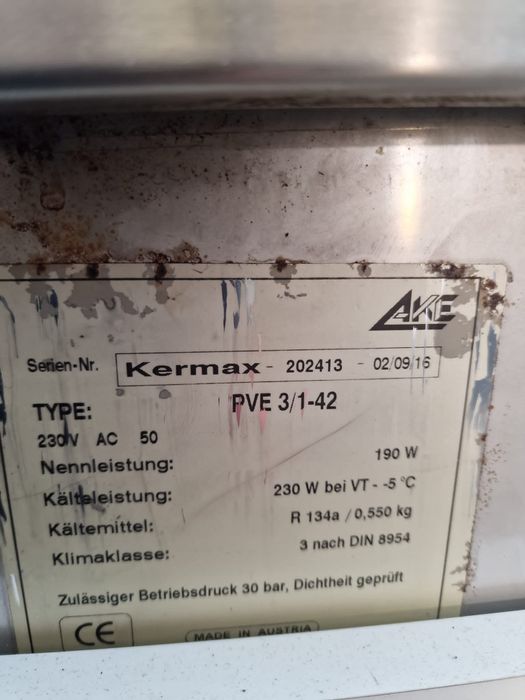 AKE
Serien-Nr. Kermax - 202413 - 02/09/16
TYPE: PVE 3/1-42
230V AC 50
Nennleistung: 190 W
Kälteleistung: 230 W bei VT - -5 °C
Kältemittel: R 134a / 0,550 kg
Klimaklasse: 3 nach DIN 8954
Zulässiger Betriebsdruck 30 bar, Dichtheit geprüft
CE MADE IN AUSTRIA